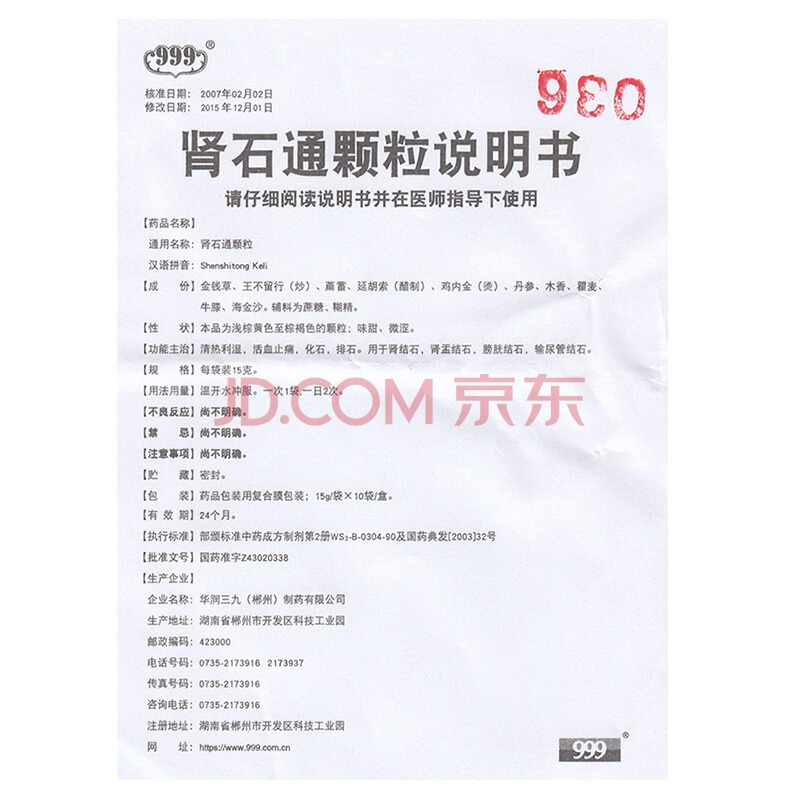 999®
036
核准日期： 2007年02月02日
修改日期： 2015年12月01日
肾石通颗粒说明书
请仔细阅读说明书并在医师指导下使用
【药品名称】
通用名称：肾石通颗粒
汉语拼音：Shenshitong Keli
【成　　份】金钱草、王不留行（炒）、萹蓄、延胡索（醋制）、鸡内金（烫）、丹参、木香、瞿麦、
牛膝、海金沙。辅料为蔗糖、糊精。
【性　　状】本品为浅棕黄色至棕褐色的颗粒；味甜、微涩。
【功能主治】清热利湿，活血止痛，化石，排石。用于肾结石，肾盂结石，膀胱结石，输尿管结石。
【规　　格】每袋装15克。
【用法用量】温开水冲服。一次1袋,一日2次。
JD.COM 京东
【不良反应】尚不明确。
【禁　　忌】尚不明确。
【注意事项】尚不明确。
【贮　　藏】密封。
【包　　装】药品包装用复合膜包装；15g/袋×10袋/盒。
【有 效 期】24个月。
【执行标准】部颁标准中药成方制剂第2册WS₃-B-0304-90及国药典发[2003]32号
【批准文号】国药准字Z43020338
【生产企业】
企业名称：华润三九（郴州）制药有限公司
生产地址：湖南省郴州市开发区科技工业园
邮政编码：423000
电话号码：0735-2173916 2173937
传真号码：0735-2173916
咨询电话：0735-2173916
注册地址：湖南省郴州市开发区科技工业园
网　　址：https://www.999.com.cn
999®